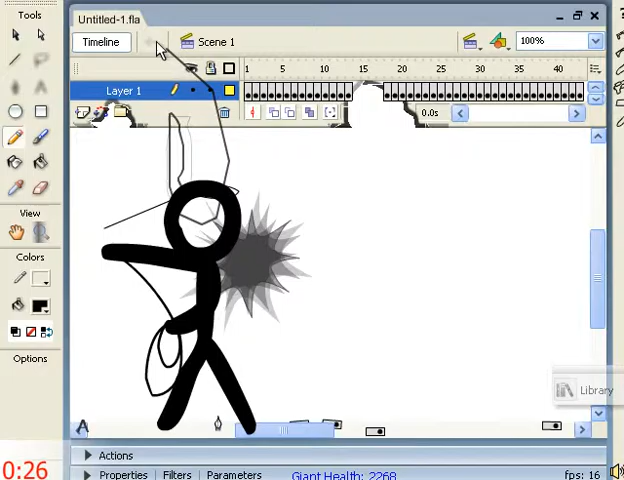 Tools
Untitled-1.fla
Timeline
Scene 1
100%
1 5 10 15 20 25 30 35 40
Layer 1
0.0s
View
Colors
Options
Library
A
Actions
Properties Filters Parameters Giant Health: 2268 fps: 16
0:26